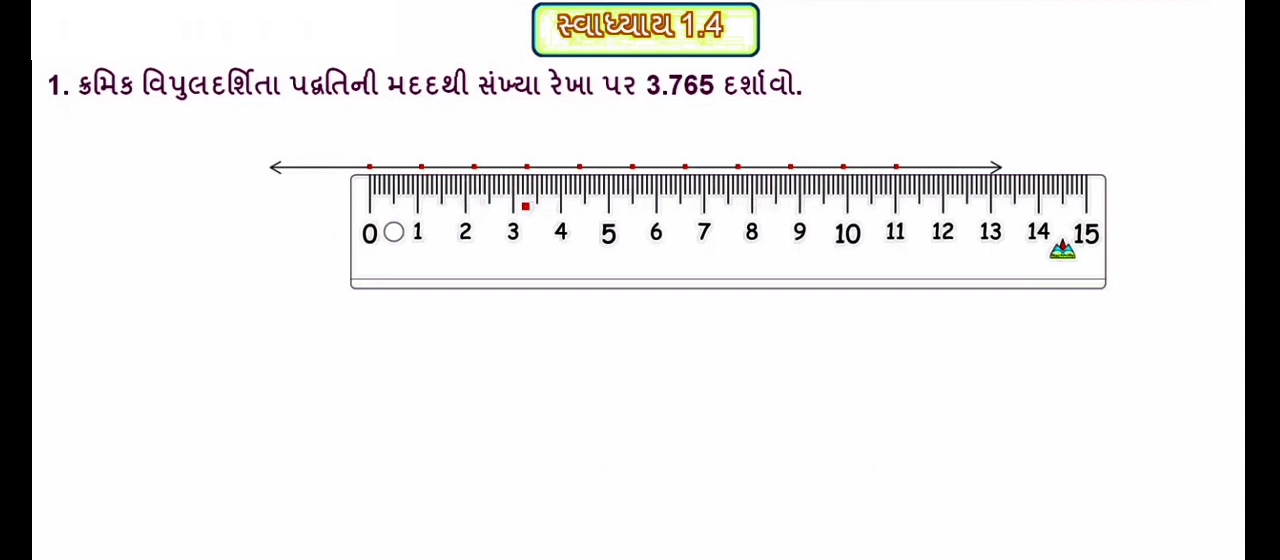 સ્વાધ્યાય 1.4
1. ક્રમિક વિપુલદર્શિતા પદ્ધતિની મદદથી સંખ્યા રેખા પર 3.765 દર્શાવો.
0 1 2 3 4 5 6 7 8 9 10 11 12 13 14 15